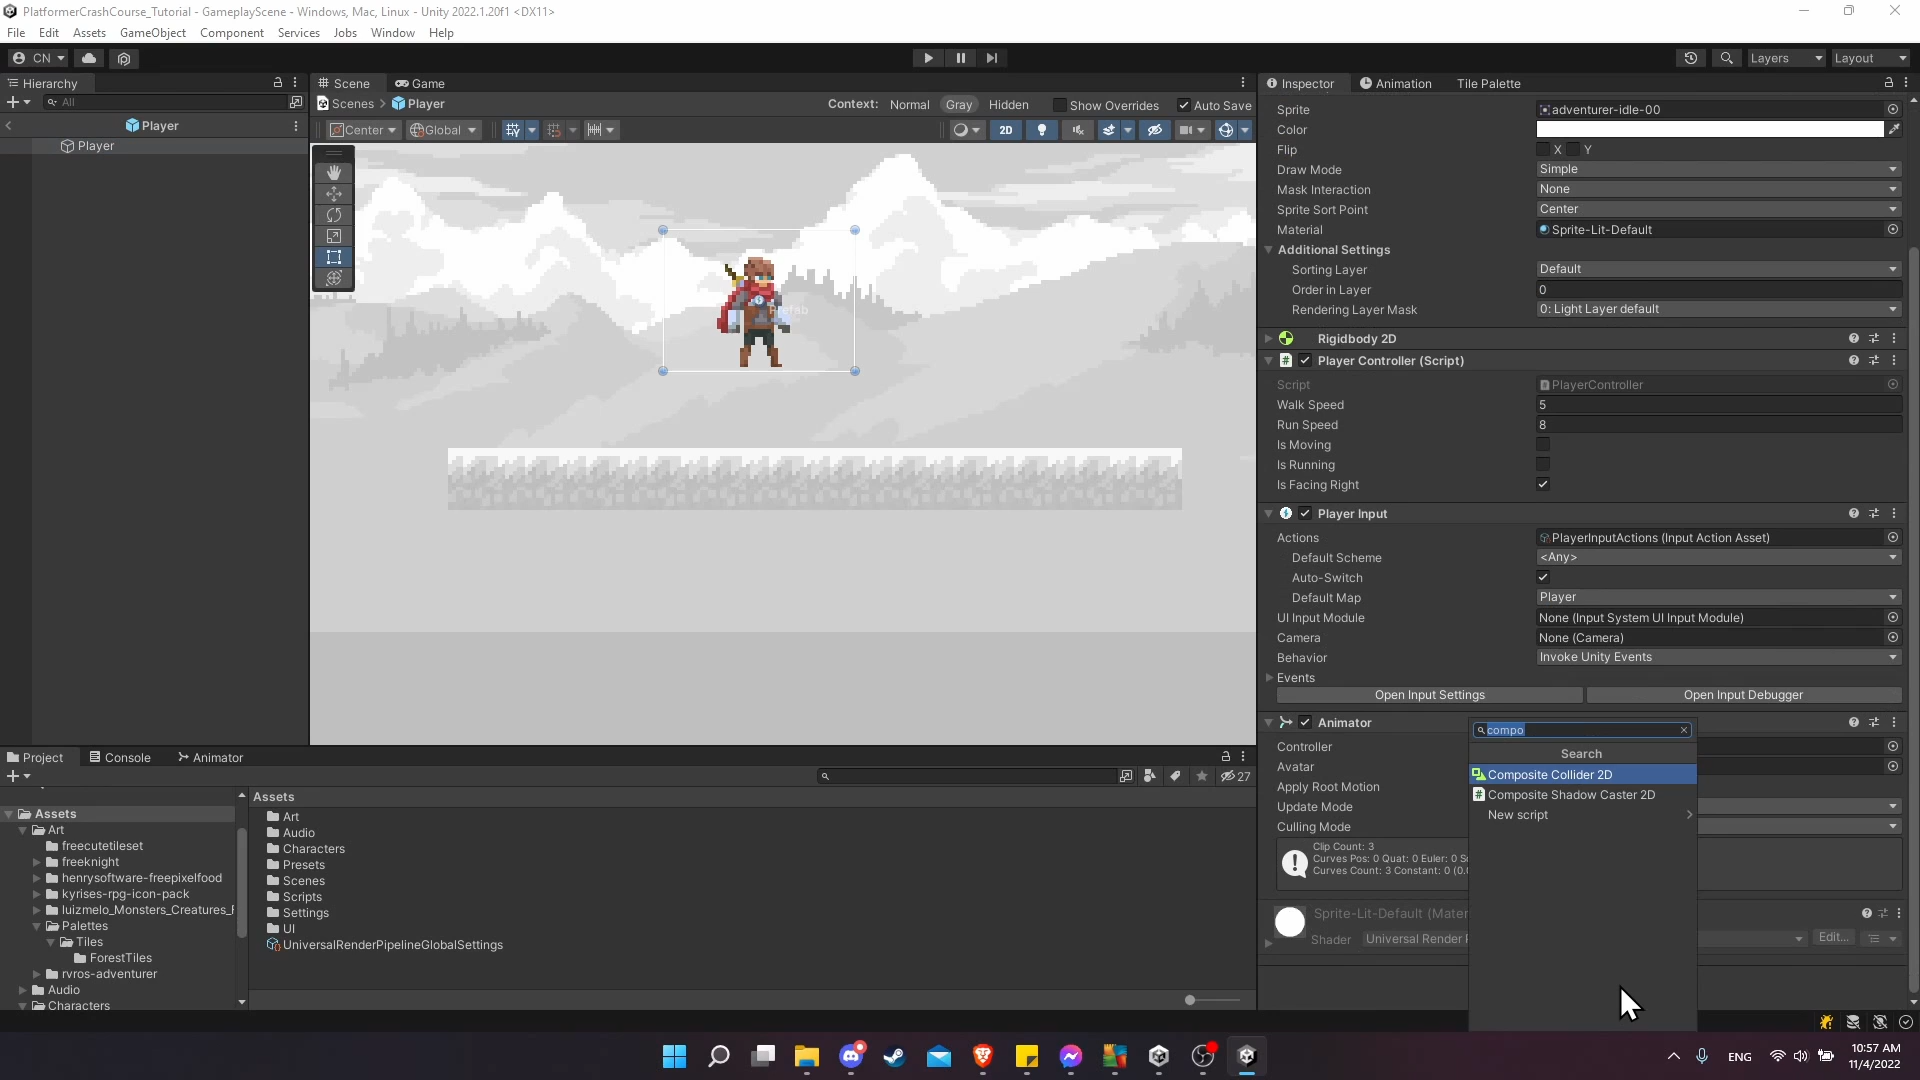 PlatformerCrashCourse_Tutorial - GameplayScene - Windows, Mac, Linux - Unity 2022.1.20f1 <DX11>
File Edit Assets GameObject Component Services Jobs Window Help
CN Layers Layout
Hierarchy
All
Player
Player
Scene Game
Scenes Player Context: Normal Gray Hidden Show Overrides Auto Save
Center Global 2D
Prefab
Inspector Animation Tile Palette
Sprite adventurer-idle-00
Color
Flip X Y
Draw Mode Simple
Mask Interaction None
Sprite Sort Point Center
Material Sprite-Lit-Default
Additional Settings
Sorting Layer Default
Order in Layer 0
Rendering Layer Mask 0: Light Layer default
Rigidbody 2D
Player Controller (Script)
Script PlayerController
Walk Speed 5
Run Speed 8
Is Moving
Is Running
Is Facing Right
Player Input
Actions PlayerInputActions (Input Action Asset)
Default Scheme <Any>
Auto-Switch
Default Map Player
UI Input Module None (Input System UI Input Module)
Camera None (Camera)
Behavior Invoke Unity Events
Events
Open Input Settings Open Input Debugger
Animator
Controller
Avatar
Apply Root Motion
Update Mode
Culling Mode
Clip Count: 3
Curves Pos: 0 Quat: 0 Euler: 0 S
Curves Count: 3 Constant: 0 (0.
Sprite-Lit-Default (Mater
Shader Universal Render Edit...
compo
Search
Composite Collider 2D
Composite Shadow Caster 2D
New script
Project Console Animator
27
Assets
Art
freecutetileset
freeknight
henrysoftware-freepixelfood
kyrises-rpg-icon-pack
luizmelo_Monsters_Creatures_F
Palettes
Tiles
ForestTiles
rvros-adventurer
Audio
Characters
Assets
Art
Audio
Characters
Presets
Scenes
Scripts
Settings
UI
UniversalRenderPipelineGlobalSettings
ENG
10:57 AM
11/4/2022